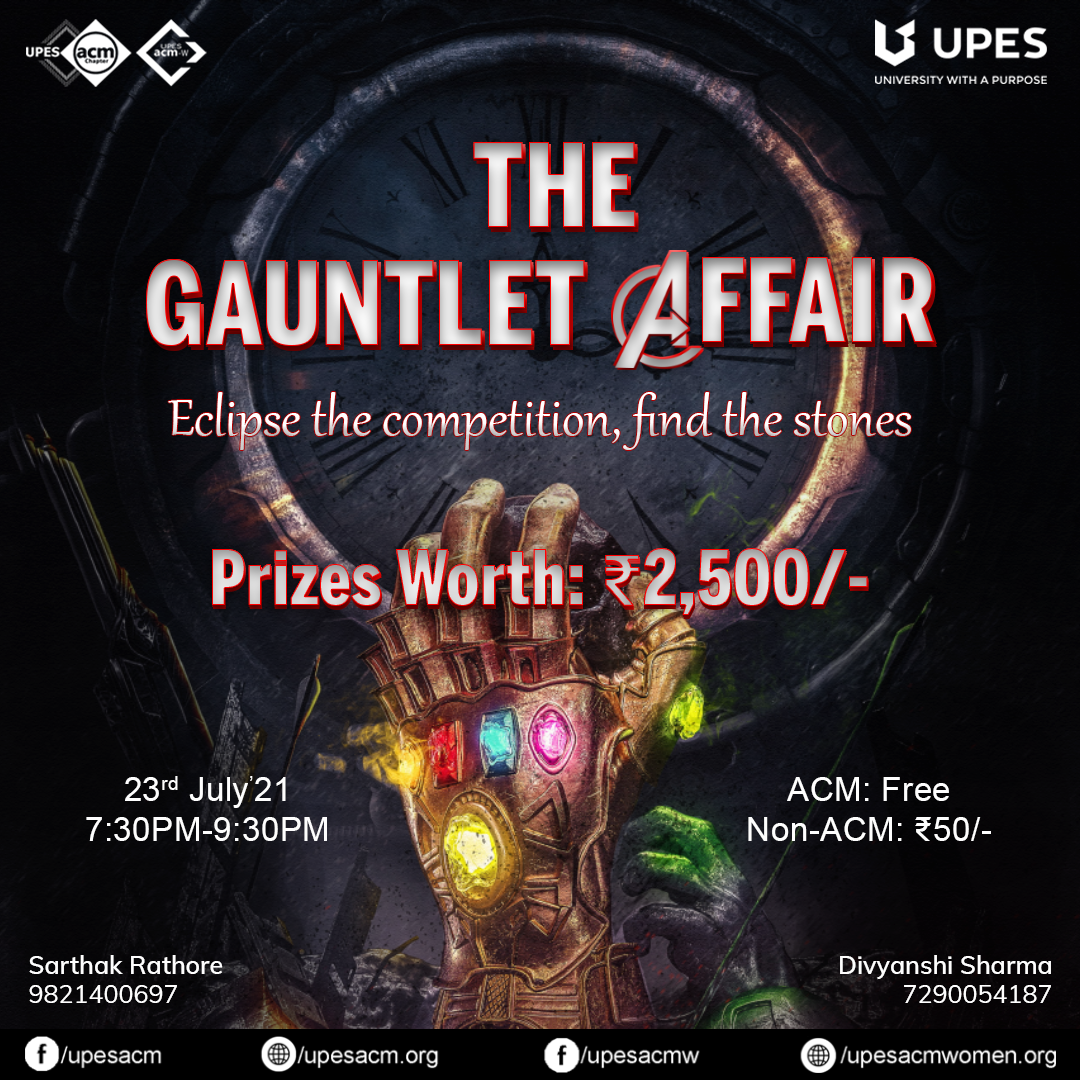 UPES acm Chapter
UPES acm-w
UPES
UNIVERSITY WITH A PURPOSE
THE
GAUNTLET AFFAIR
Eclipse the competition, find the stones
Prizes Worth: ₹2,500/-
23rd July'21
7:30PM-9:30PM
ACM: Free
Non-ACM: ₹50/-
Sarthak Rathore
9821400697
Divyanshi Sharma
7290054187
/upesacm
/upesacm.org
/upesacmw
/upesacmwomen.org